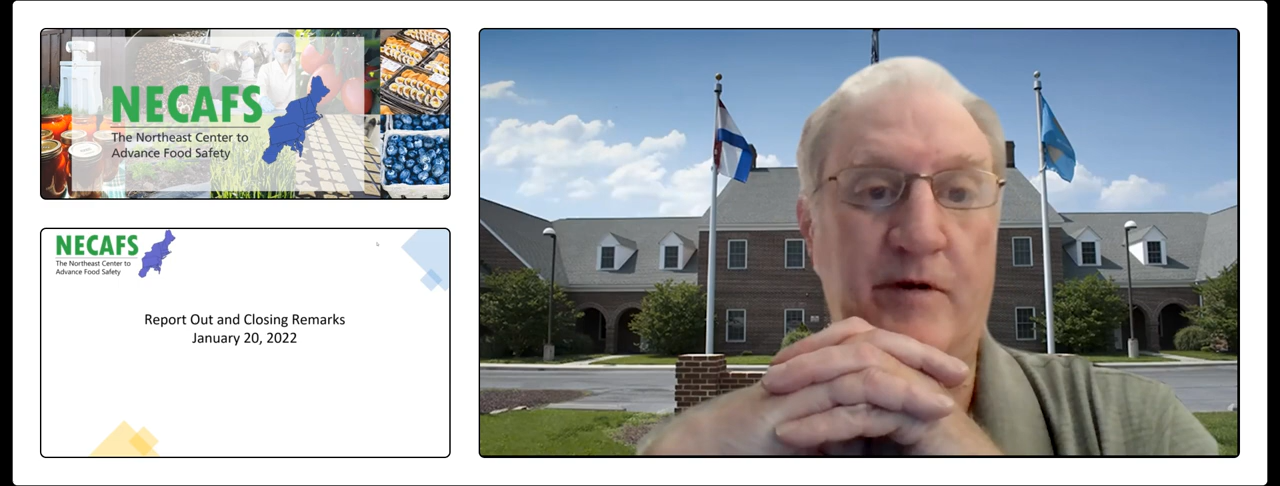 NECAFS
The Northeast Center to
Advance Food Safety
NECAFS
The Northeast Center to
Advance Food Safety
Report Out and Closing Remarks
January 20, 2022